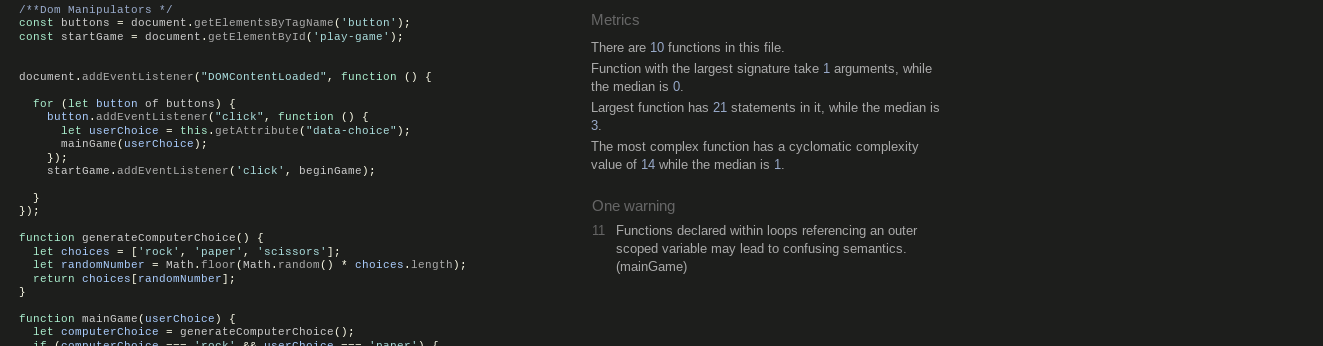 /**Dom Manipulators */
const buttons = document.getElementsByTagName('button');
const startGame = document.getElementById('play-game');
document.addEventListener("DOMContentLoaded", function () {
for (let button of buttons) {
button.addEventListener("click", function () {
let userChoice = this.getAttribute("data-choice");
mainGame(userChoice);
});
startGame.addEventListener('click', beginGame);
}
});
function generateComputerChoice() {
let choices = ['rock', 'paper', 'scissors'];
let randomNumber = Math.floor(Math.random() * choices.length);
return choices[randomNumber];
}
function mainGame(userChoice) {
let computerChoice = generateComputerChoice();
if (computerChoice === 'rock' && userChoice === 'paper') {
Metrics
There are 10 functions in this file.
Function with the largest signature take 1 arguments, while
the median is 0.
Largest function has 21 statements in it, while the median is
3.
The most complex function has a cyclomatic complexity
value of 14 while the median is 1.
One warning
11 Functions declared within loops referencing an outer
scoped variable may lead to confusing semantics.
(mainGame)